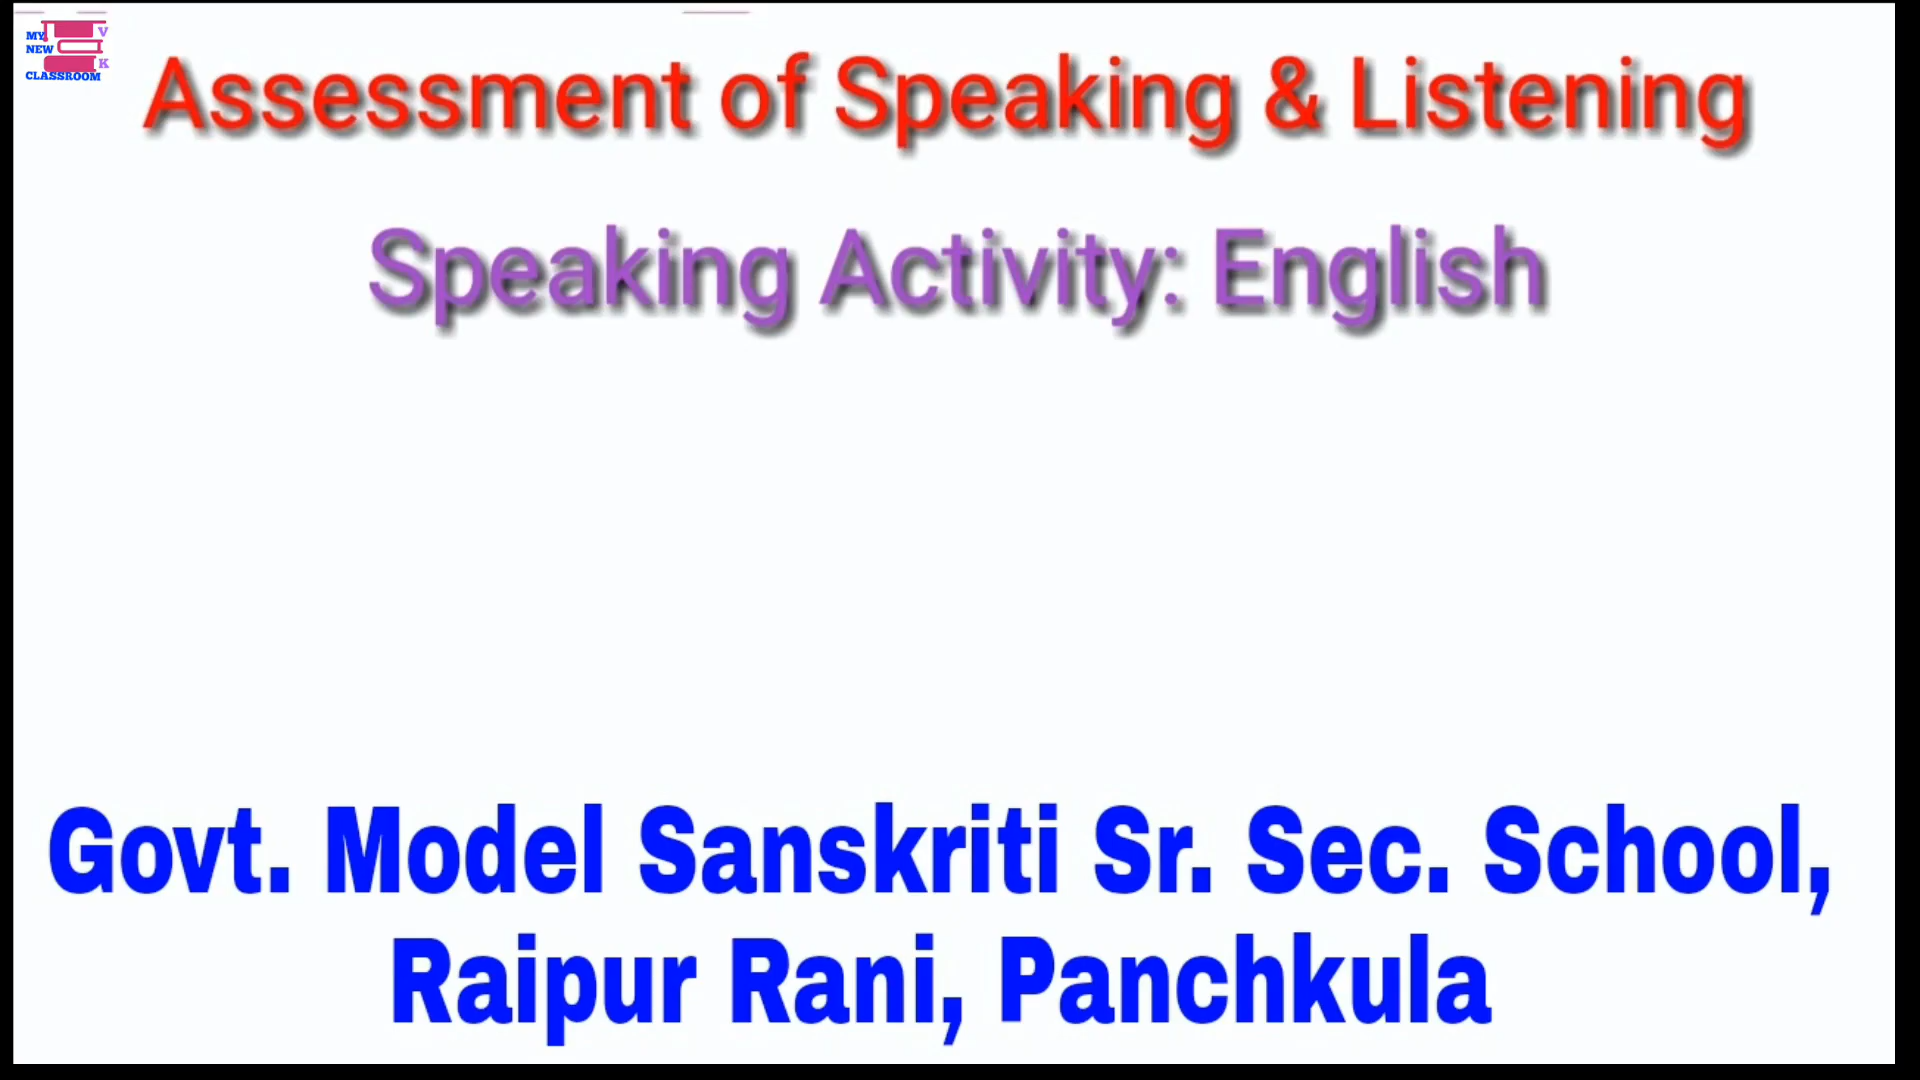 MY
NEW
CLASSROOM
V
K
Assessment of Speaking & Listening
Speaking Activity: English
Govt. Model Sanskriti Sr. Sec. School,
Raipur Rani, Panchkula